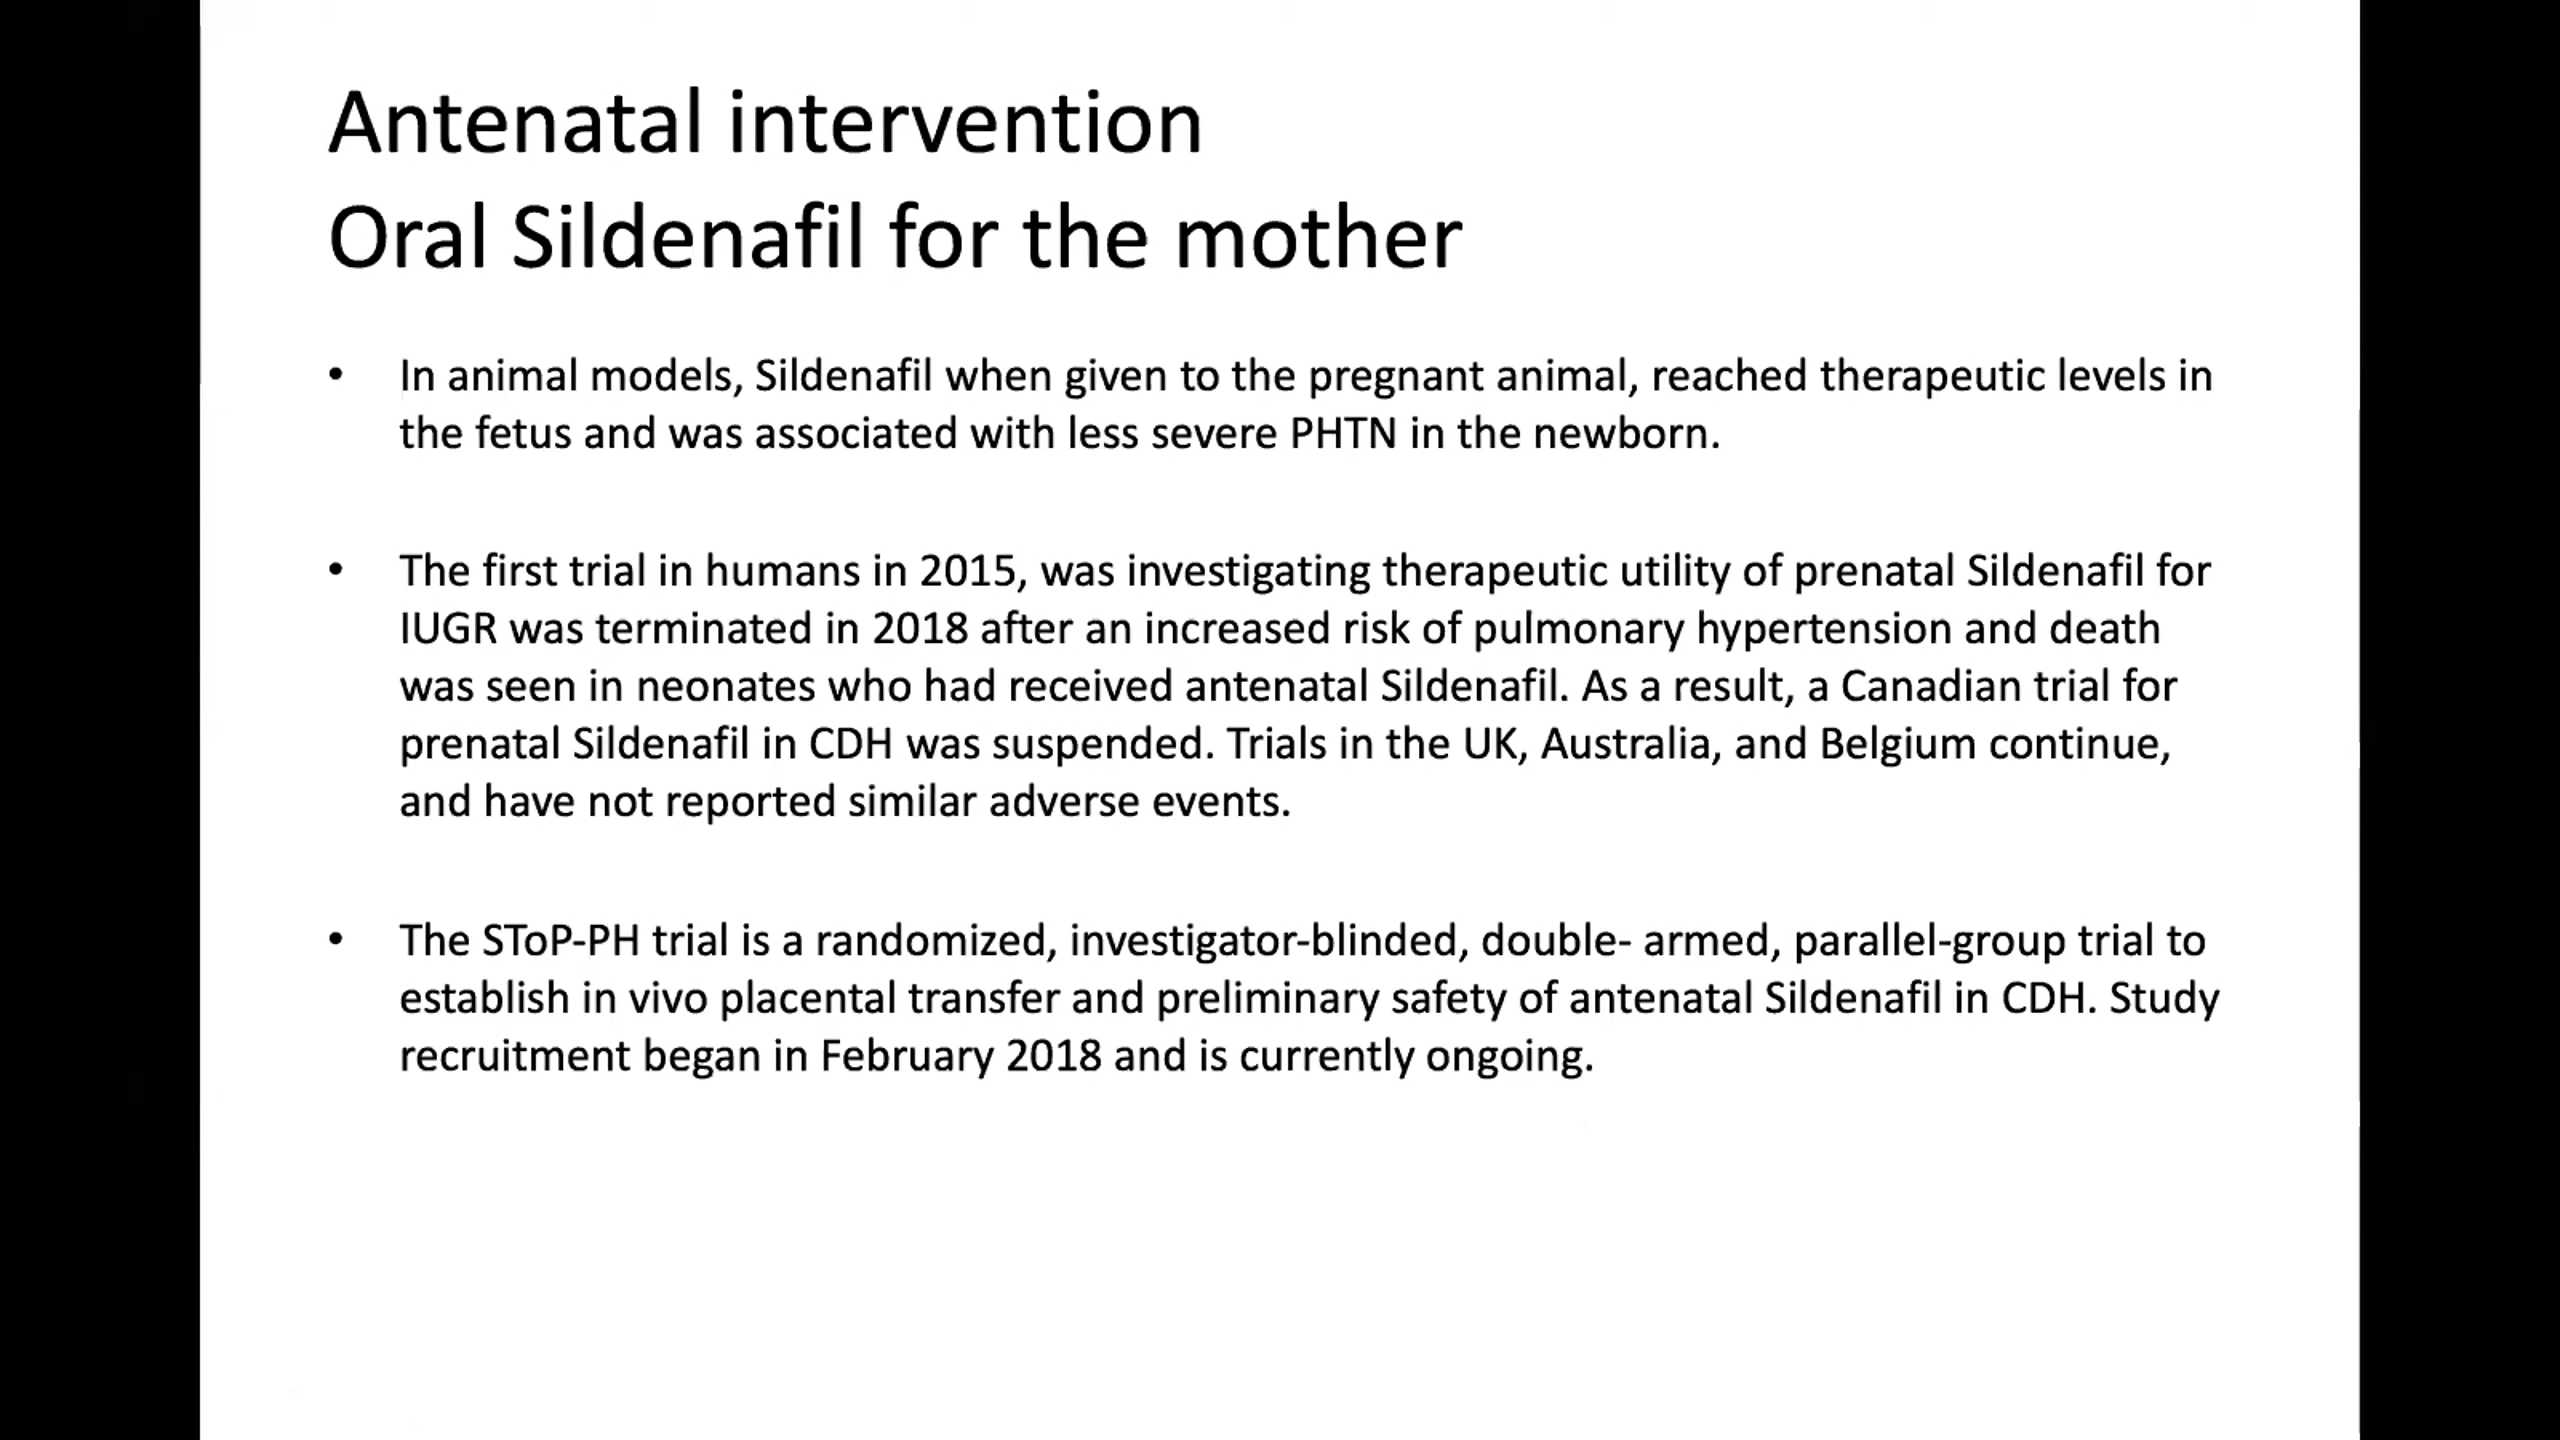 Antenatal intervention
Oral Sildenafil for the mother
• In animal models, Sildenafil when given to the pregnant animal, reached therapeutic levels in
the fetus and was associated with less severe PHTN in the newborn.
• The first trial in humans in 2015, was investigating therapeutic utility of prenatal Sildenafil for
IUGR was terminated in 2018 after an increased risk of pulmonary hypertension and death
was seen in neonates who had received antenatal Sildenafil. As a result, a Canadian trial for
prenatal Sildenafil in CDH was suspended. Trials in the UK, Australia, and Belgium continue,
and have not reported similar adverse events.
• The SToP-PH trial is a randomized, investigator-blinded, double- armed, parallel-group trial to
establish in vivo placental transfer and preliminary safety of antenatal Sildenafil in CDH. Study
recruitment began in February 2018 and is currently ongoing.